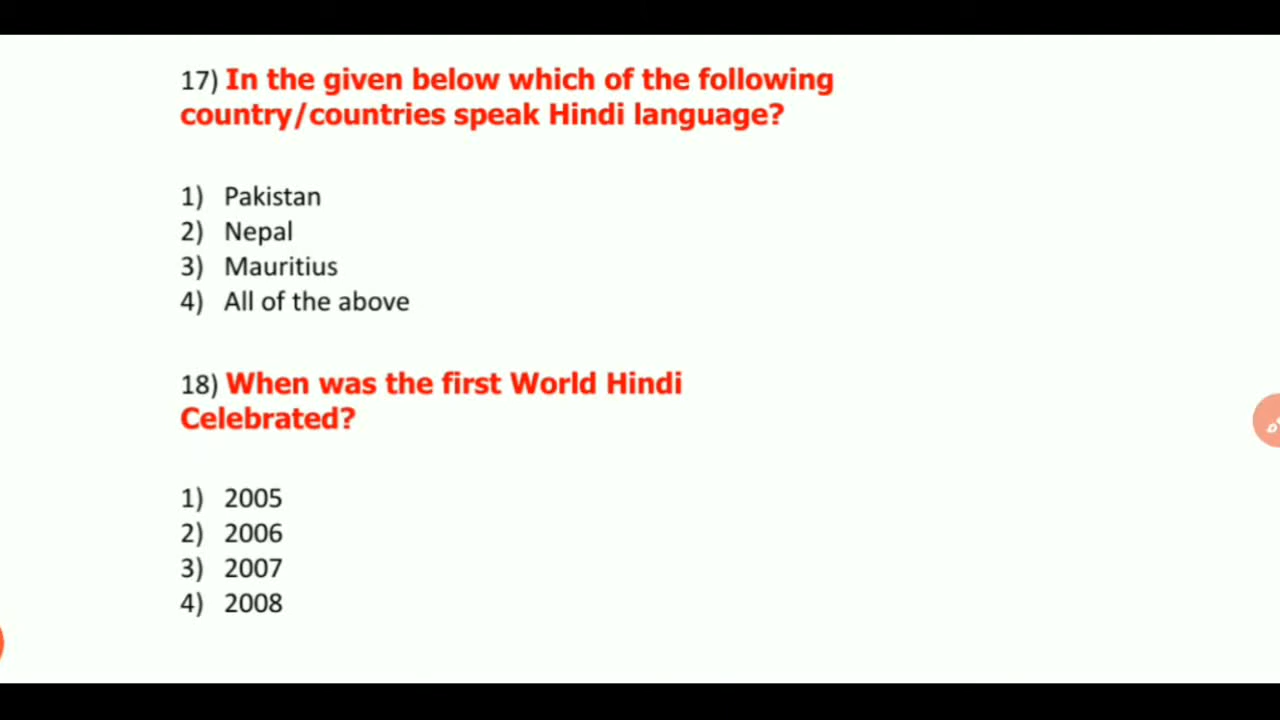 17) In the given below which of the following
country/countries speak Hindi language?
1) Pakistan
2) Nepal
3) Mauritius
4) All of the above
18) When was the first World Hindi
Celebrated?
1) 2005
2) 2006
3) 2007
4) 2008